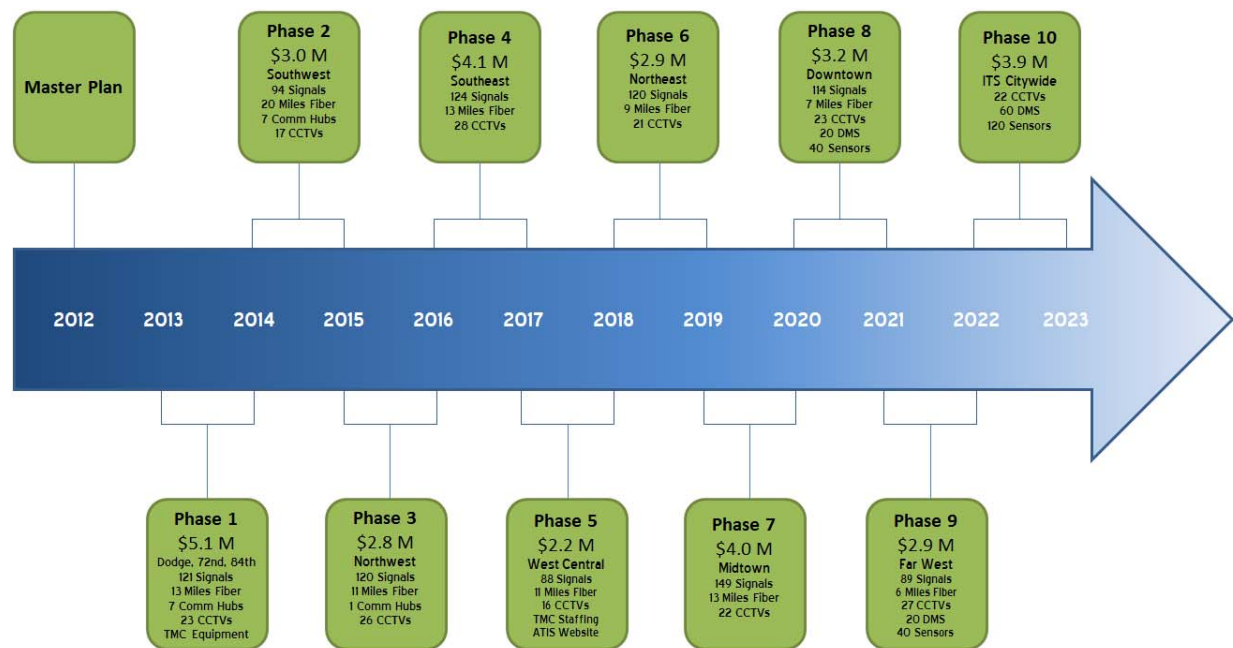 Master Plan
Phase 2
$3.0 M
Southwest
94 Signals
20 Miles Fiber
7 Comm Hubs
17 CCTVs
Phase 4
$4.1 M
Southeast
124 Signals
13 Miles Fiber
28 CCTVs
Phase 6
$2.9 M
Northeast
120 Signals
9 Miles Fiber
21 CCTVs
Phase 8
$3.2 M
Downtown
114 Signals
7 Miles Fiber
23 CCTVs
20 DMS
40 Sensors
Phase 10
$3.9 M
ITS Citywide
22 CCTVs
60 DMS
120 Sensors
2012 2013 2014 2015 2016 2017 2018 2019 2020 2021 2022 2023
Phase 1
$5.1 M
Dodge, 72nd, 84th
121 Signals
13 Miles Fiber
7 Comm Hubs
23 CCTVs
TMC Equipment
Phase 3
$2.8 M
Northwest
120 Signals
11 Miles Fiber
1 Comm Hubs
26 CCTVs
Phase 5
$2.2 M
West Central
88 Signals
11 Miles Fiber
16 CCTVs
TMC Staffing
ATIS Website
Phase 7
$4.0 M
Midtown
149 Signals
13 Miles Fiber
22 CCTVs
Phase 9
$2.9 M
Far West
89 Signals
6 Miles Fiber
27 CCTVs
20 DMS
40 Sensors